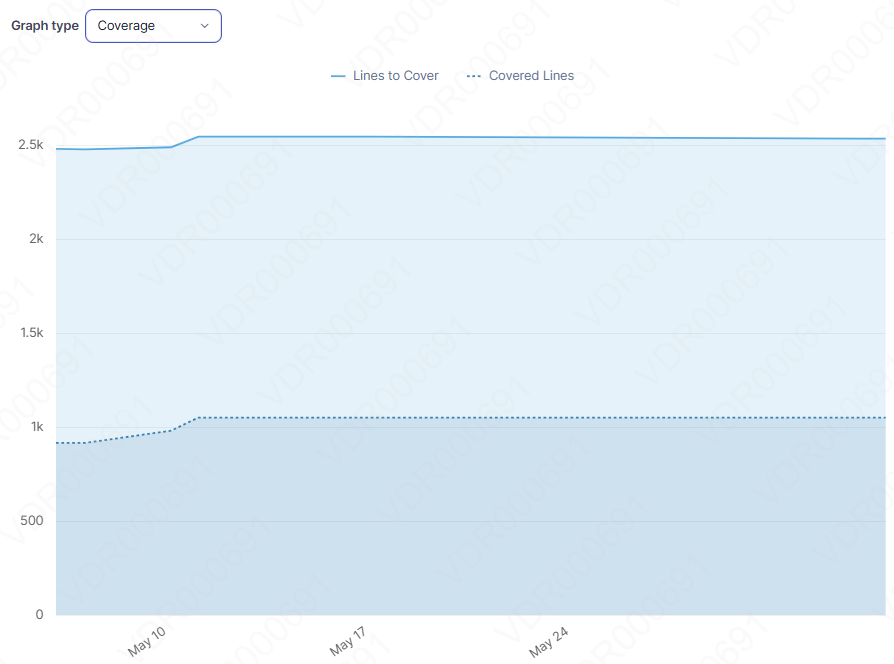 Graph type Coverage
Lines to Cover Covered Lines
2.5k
2k
1.5k
1k
500
0
May 10 May 17 May 24
VDR000691